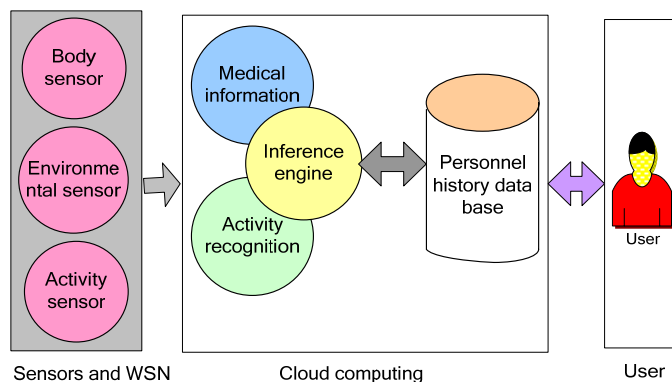 Body
sensor
Environme
ntal sensor
Activity
sensor
Sensors and WSN
Medical
information
Inference
engine
Activity
recognition
Personnel
history data
base
Cloud computing
User
User